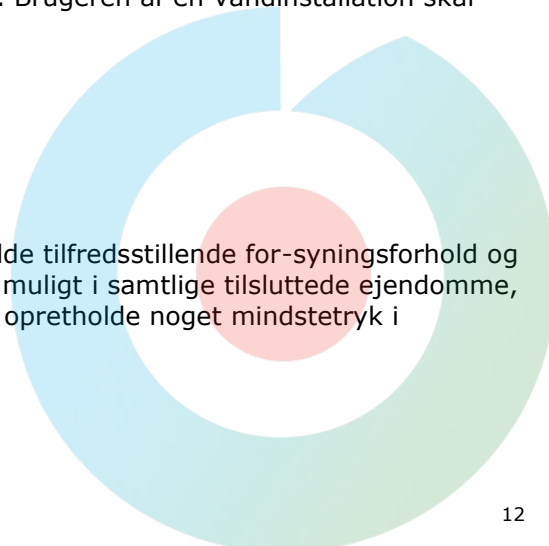 . Brugeren af en vandinstallation skal
lde tilfredsstillende for-syningsforhold og
muligt i samtlige tilsluttede ejendomme,
opretholde noget mindstetryk i
12